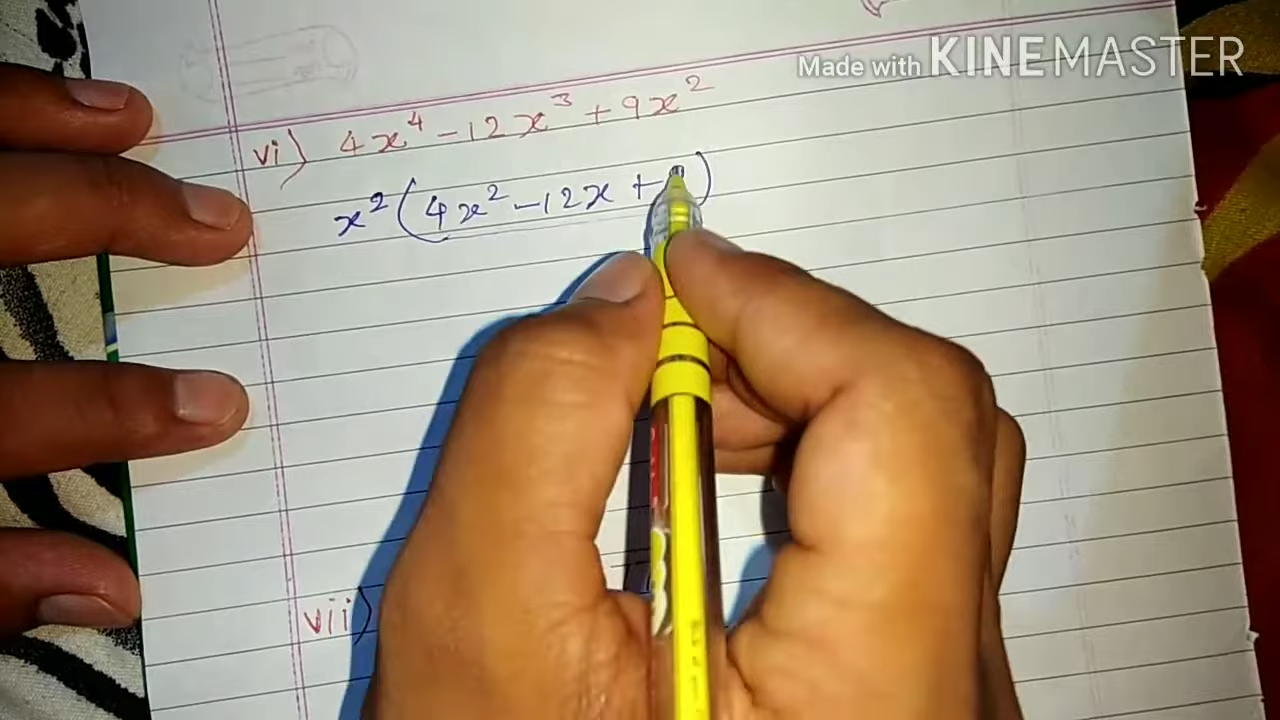 Made with KINEMASTER
vi) 4x⁴ - 12x³ + 9x²
x² (4x² - 12x + )
vii)